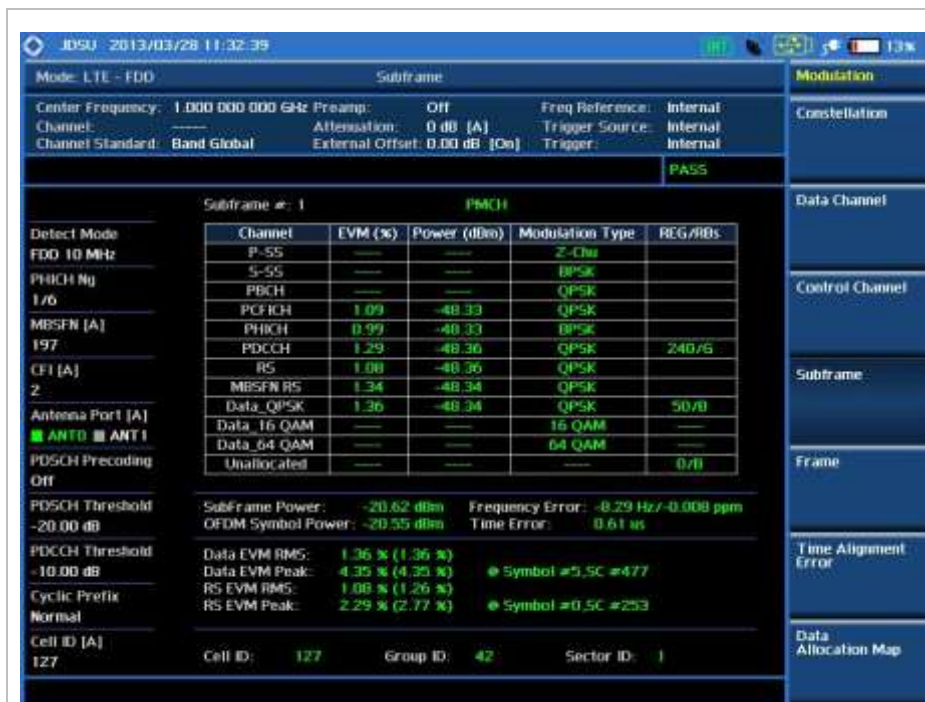 JDSU 2013/03/28 11:32:39 INT 13%
Mode: LTE - FDD Subframe
Center Frequency: 1.000 000 000 GHz Preamp: Off Freq Reference: Internal
Channel: ----- Attenuation: 0 dB [A] Trigger Source: Internal
Channel Standard: Band Global External Offset: 0.00 dB [On] Trigger: Internal
PASS
Subframe #: 1 PMCH
Channel EVM (%) Power (dBm) Modulation Type REG/RBs
P-SS ---- ---- Z-Chu
S-SS ---- ---- BPSK
PBCH ---- ---- QPSK
PCFICH 1.09 -48.33 QPSK
PHICH 0.99 -48.33 BPSK
PDCCH 1.29 -48.36 QPSK 240/6
RS 1.08 -48.36 QPSK
MBSFN RS 1.34 -48.34 QPSK
Data_QPSK 1.36 -48.34 QPSK 50/0
Data_16 QAM ---- ---- 16 QAM ----
Data_64 QAM ---- ---- 64 QAM ----
Unallocated ---- ---- ---- 0/0
SubFrame Power: -20.62 dBm Frequency Error: -8.29 Hz/-0.008 ppm
OFDM Symbol Power: -20.55 dBm Time Error: 0.61 us
Data EVM RMS: 1.36 % (1.36 %)
Data EVM Peak: 4.35 % (4.35 %) @ Symbol #5,SC #477
RS EVM RMS: 1.08 % (1.26 %)
RS EVM Peak: 2.29 % (2.77 %) @ Symbol #0,SC #253
Cell ID: 127 Group ID: 42 Sector ID: 1
Detect Mode
FDD 10 MHz
PHICH Ng
1/6
MBSFN [A]
197
CFI [A]
2
Antenna Port [A]
ANT0 ANT1
PDSCH Precoding
Off
PDSCH Threshold
-20.00 dB
PDCCH Threshold
-10.00 dB
Cyclic Prefix
Normal
Cell ID [A]
127
Modulation
Constellation
Data Channel
Control Channel
Subframe
Frame
Time Alignment
Error
Data
Allocation Map